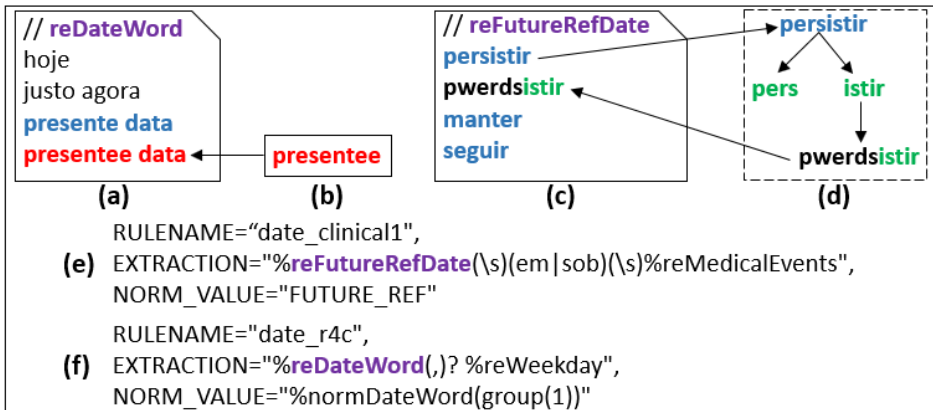 // reDateWord
hoje
justo agora
presente data
presentee data
(a)
presentee
(b)
// reFutureRefDate
persistir
pwerdsistir
manter
seguir
(c)
persistir
pers istir
pwerdsistir
(d)
RULENAME=“date_clinical1",
(e) EXTRACTION="%reFutureRefDate(\s)(em|sob)(\s)%reMedicalEvents",
NORM_VALUE="FUTURE_REF"
RULENAME="date_r4c",
(f) EXTRACTION="%reDateWord(,)? %reWeekday",
NORM_VALUE="%normDateWord(group(1))"